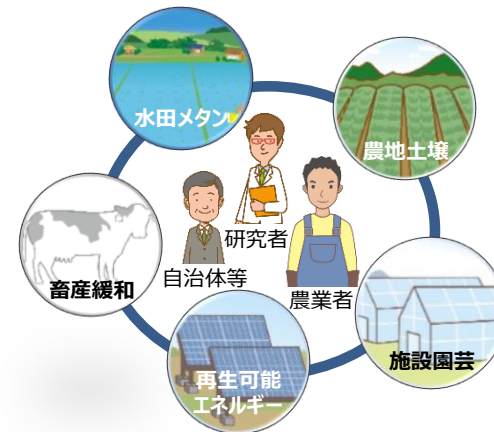 水田メタン
農地土壌
研究者
自治体等
農業者
畜産緩和
施設園芸
再生可能
エネルギー